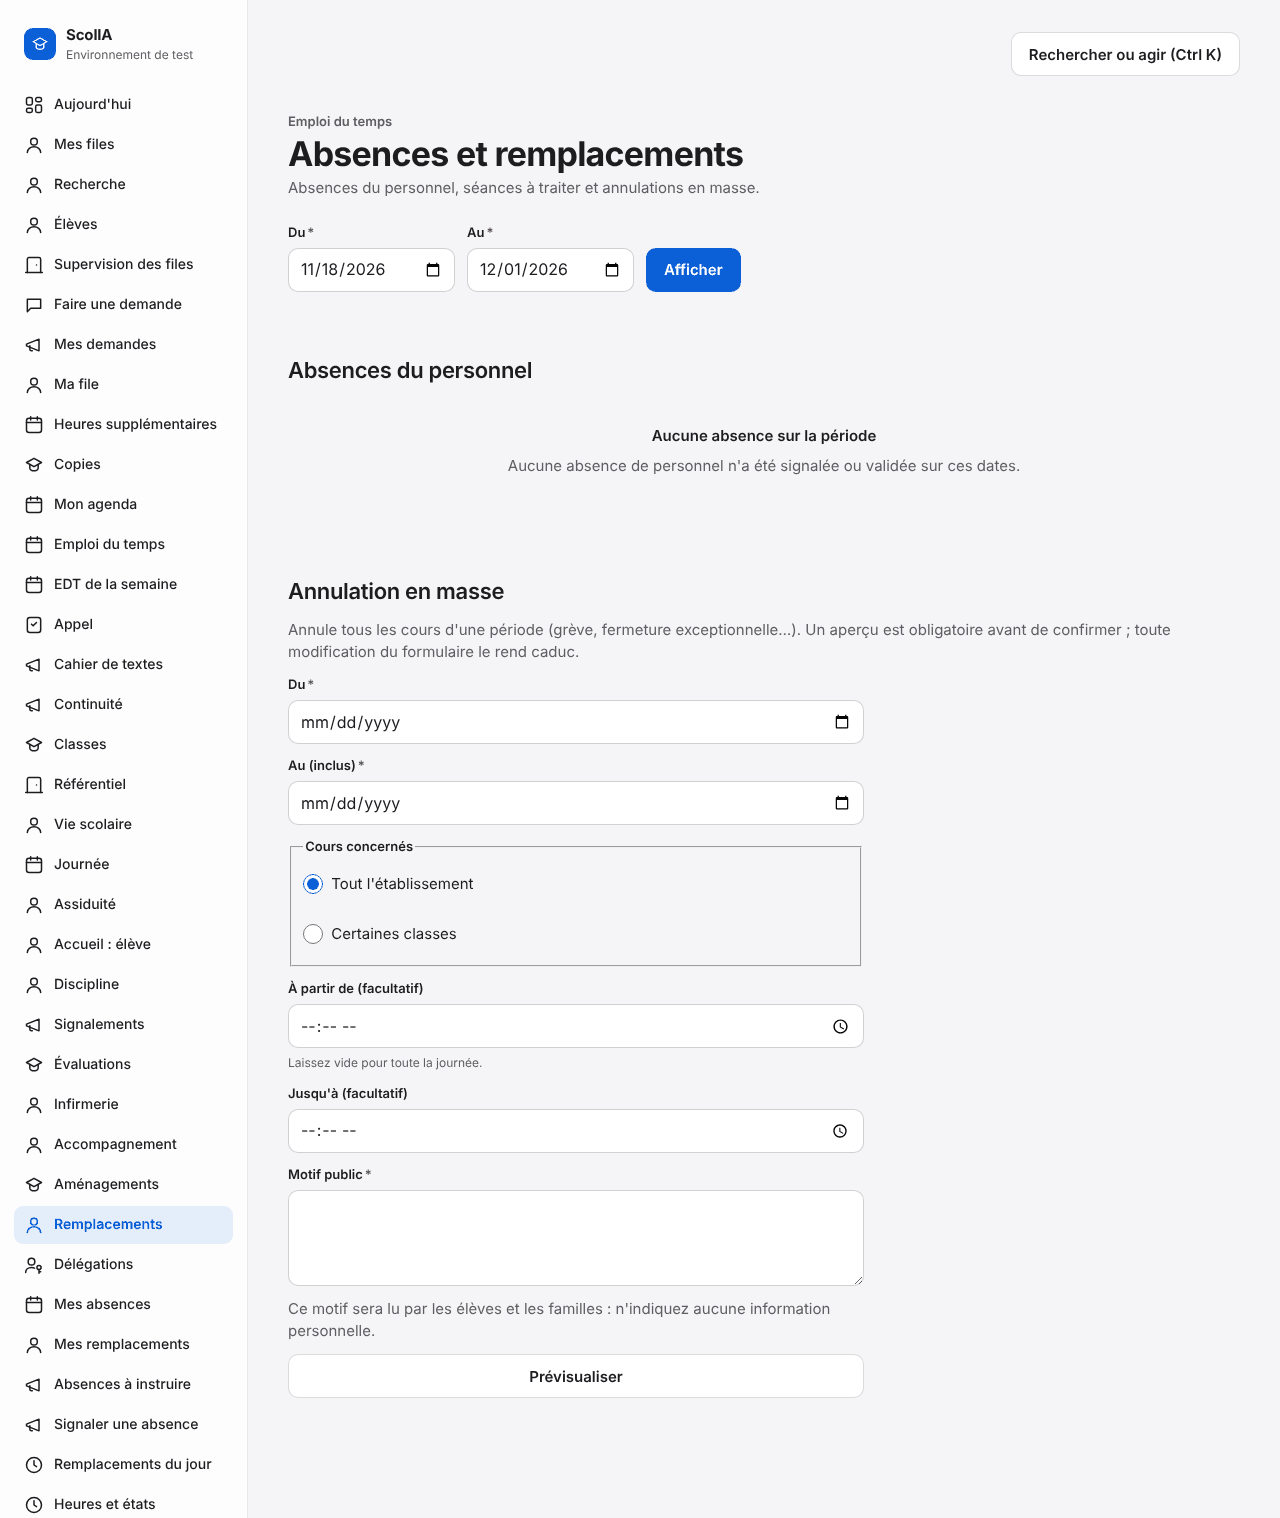 ScolIA
Environnement de test
Aujourd'hui
Mes files
Recherche
Élèves
Supervision des files
Faire une demande
Mes demandes
Ma file
Heures supplémentaires
Copies
Mon agenda
Emploi du temps
EDT de la semaine
Appel
Cahier de textes
Continuité
Classes
Référentiel
Vie scolaire
Journée
Assiduité
Accueil : élève
Discipline
Signalements
Évaluations
Infirmerie
Accompagnement
Aménagements
Remplacements
Délégations
Mes absences
Mes remplacements
Absences à instruire
Signaler une absence
Remplacements du jour
Heures et états
Rechercher ou agir (Ctrl K)
Emploi du temps
Absences et remplacements
Absences du personnel, séances à traiter et annulations en masse.
Du * Au *
11/18/2026 12/01/2026 Afficher
Absences du personnel
Aucune absence sur la période
Aucune absence de personnel n'a été signalée ou validée sur ces dates.
Annulation en masse
Annule tous les cours d'une période (grève, fermeture exceptionnelle…). Un aperçu est obligatoire avant de confirmer ; toute
modification du formulaire le rend caduc.
Du *
mm/dd/yyyy
Au (inclus) *
mm/dd/yyyy
Cours concernés
Tout l'établissement
Certaines classes
À partir de (facultatif)
--:-- --
Laissez vide pour toute la journée.
Jusqu'à (facultatif)
--:-- --
Motif public *
Ce motif sera lu par les élèves et les familles : n'indiquez aucune information
personnelle.
Prévisualiser